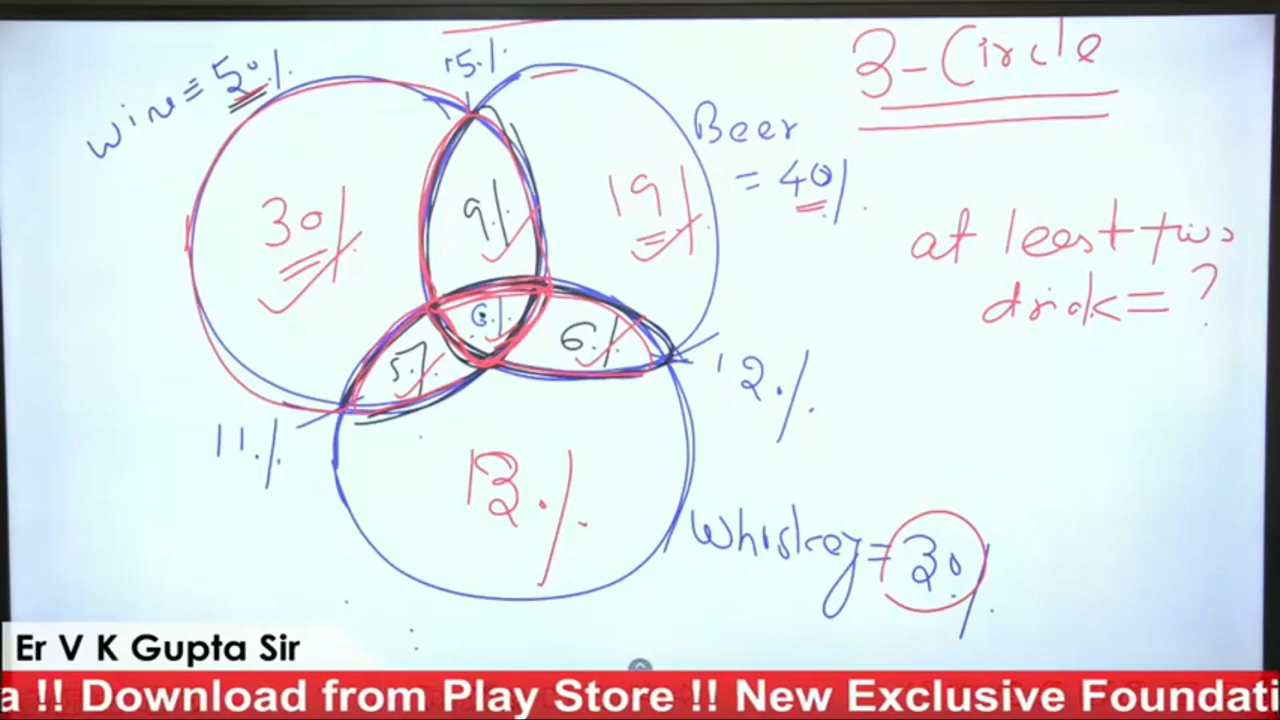 15%
3-Circle
wine = 50%
Beer
= 40%
30%
9%
19%
at least two
drink = ?
6%
5%
6%
12%
11%
13%
Whiskey = 30%
Er V K Gupta Sir
a !! Download from Play Store !! New Exclusive Foundati